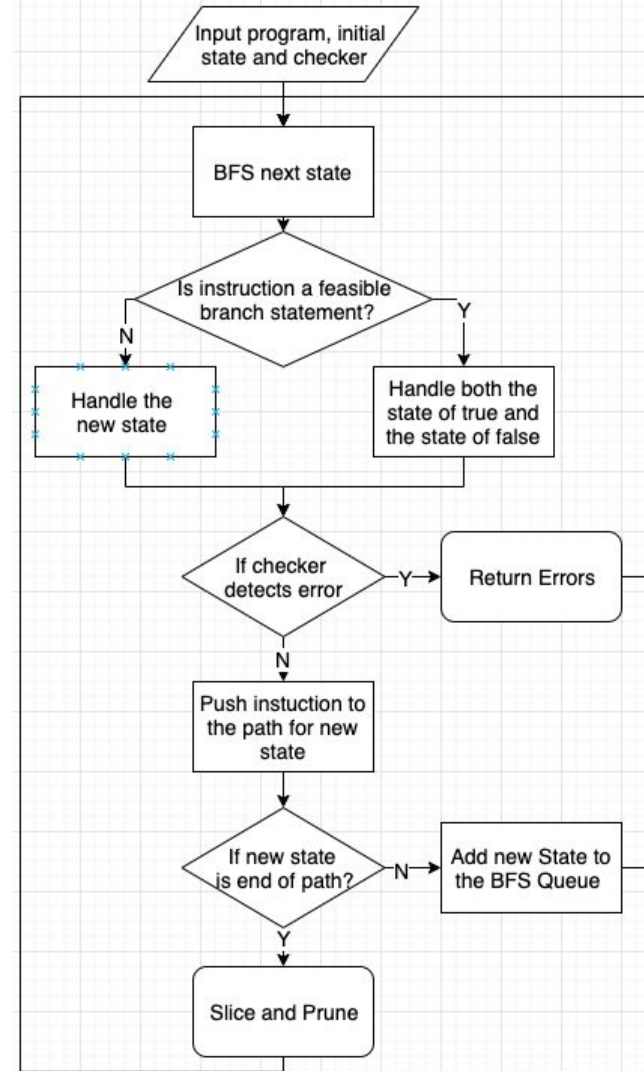 Input program, initial
state and checker
BFS next state
Is instruction a feasible
branch statement?
N
Y
Handle the
new state
Handle both the
state of true and
the state of false
If checker
detects error
Y
Return Errors
N
Push instuction to
the path for new
state
If new state
is end of path?
N
Add new State to
the BFS Queue
Y
Slice and Prune